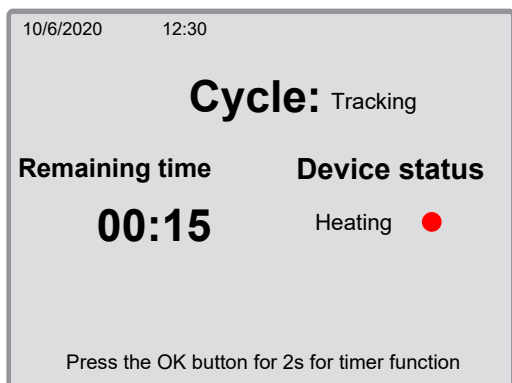 10/6/2020 12:30
Cycle: Tracking
Remaining time Device status
00:15 Heating
Press the OK button for 2s for timer function